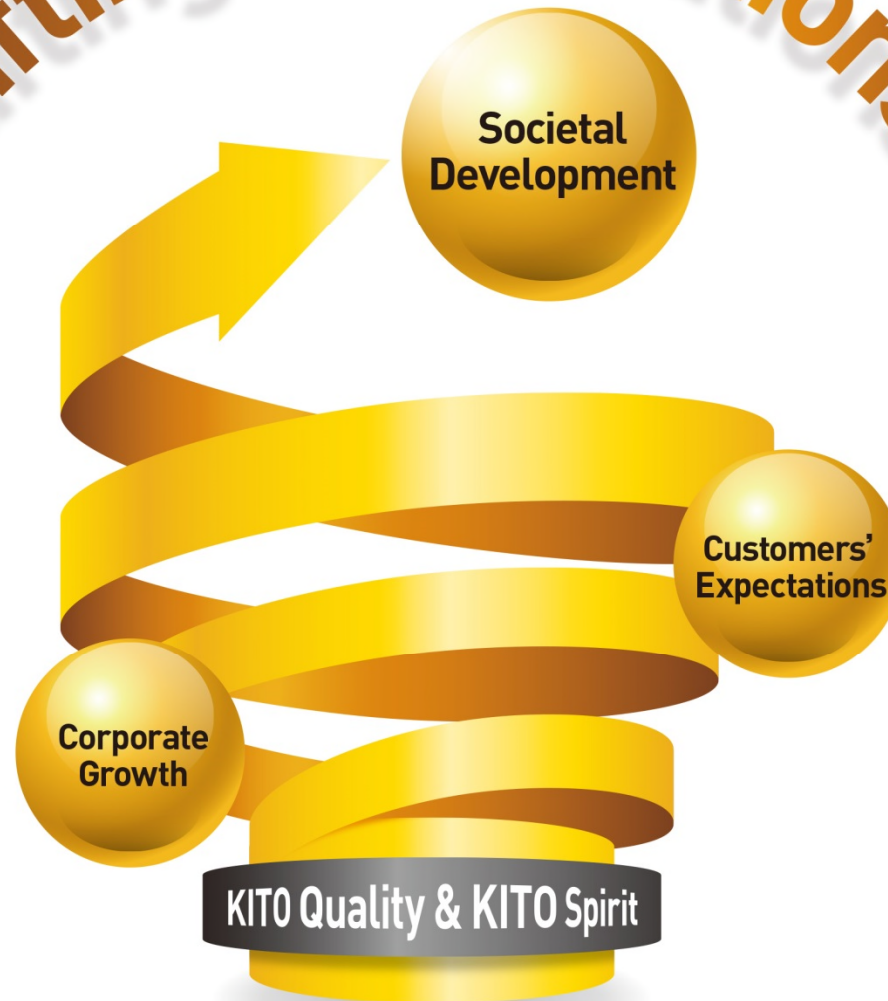 Societal
Development
Customers’
Expectations
Corporate
Growth
KITO Quality & KITO Spirit